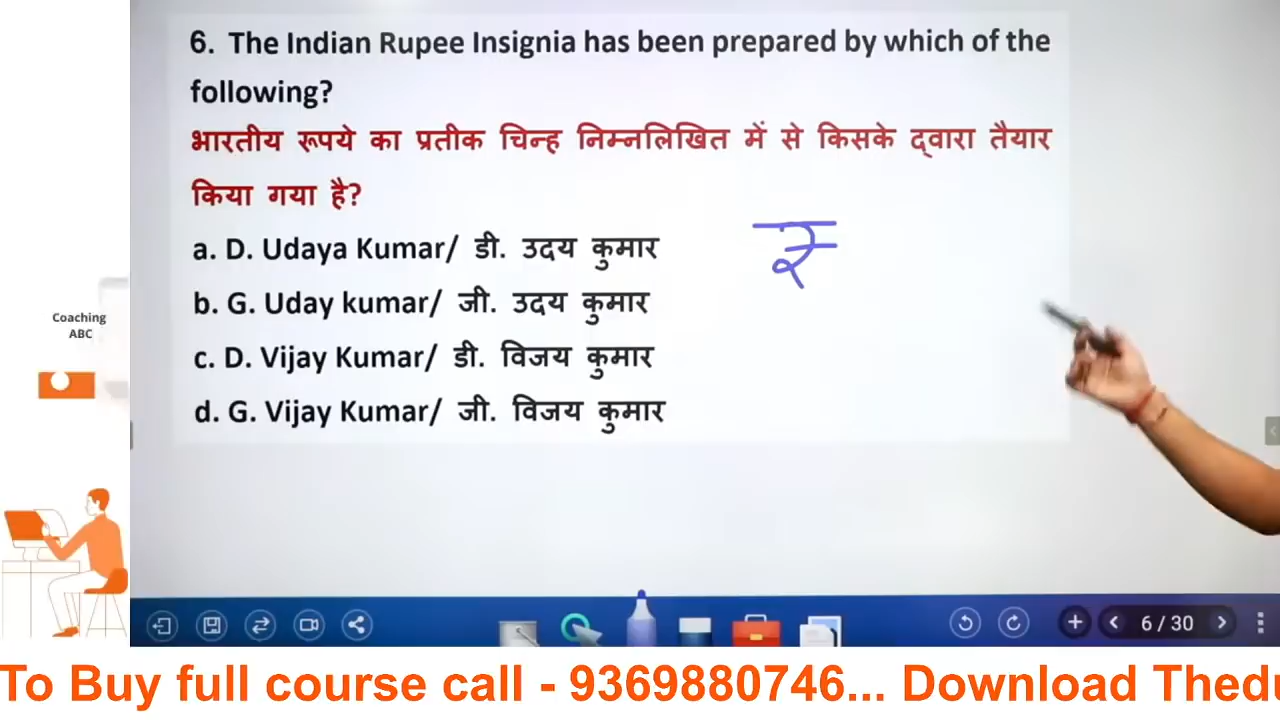 6. The Indian Rupee Insignia has been prepared by which of the
following?
भारतीय रूपये का प्रतीक चिन्ह निम्नलिखित में से किसके द्वारा तैयार
किया गया है?
a. D. Udaya Kumar/ डी. उदय कुमार
b. G. Uday kumar/ जी. उदय कुमार
c. D. Vijay Kumar/ डी. विजय कुमार
d. G. Vijay Kumar/ जी. विजय कुमार
₹
Coaching
ABC
6 / 30
To Buy full course call - 9369880746... Download